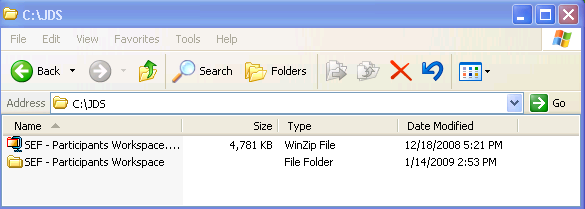 C:\JDS
File Edit View Favorites Tools Help
Back Search Folders
Address C:\JDS Go
Name Size Type Date Modified
SEF - Participants Workspace.... 4,781 KB WinZip File 12/18/2008 5:21 PM
SEF - Participants Workspace File Folder 1/14/2009 2:53 PM